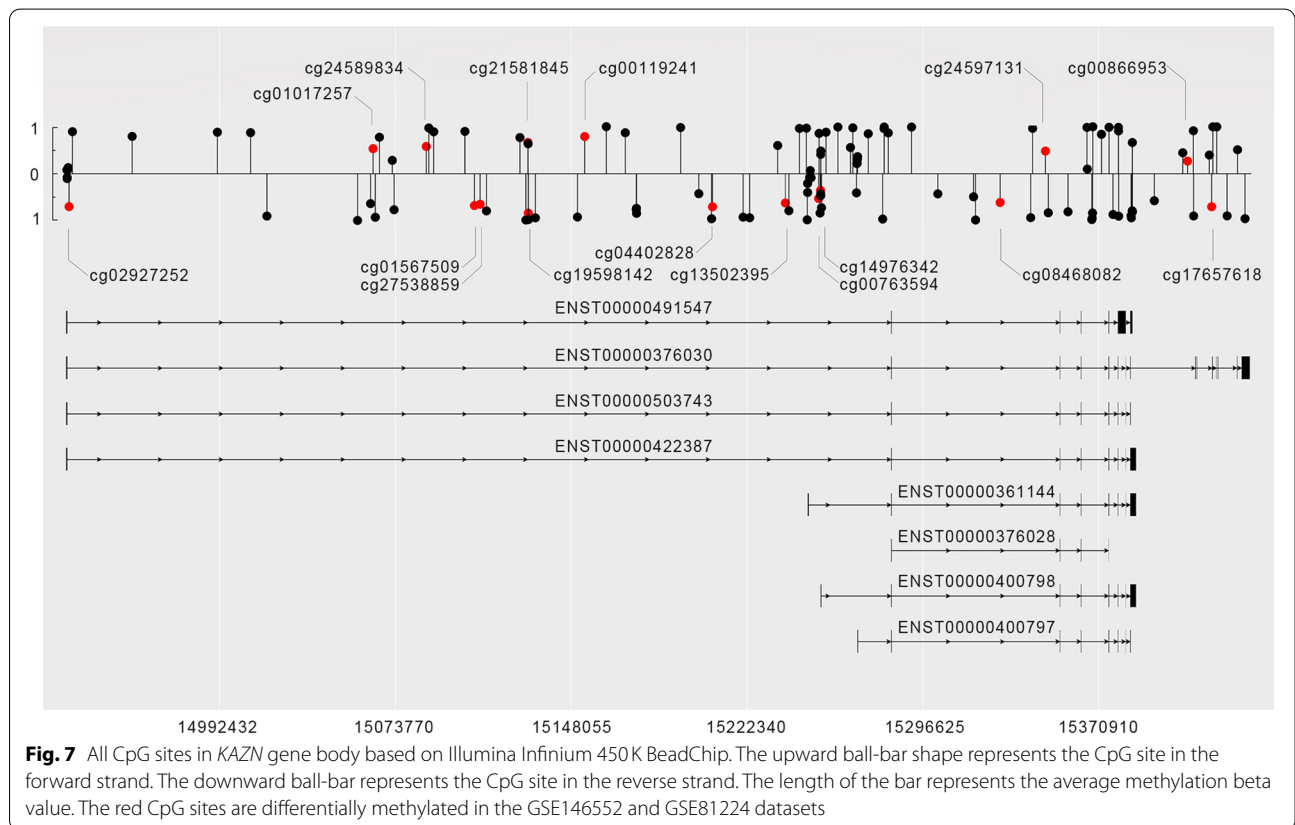 cg24589834 cg21581845 cg00119241 cg24597131 cg00866953
cg01017257
1
0
1
cg04402828
cg02927252 cg01567509 cg19598142 cg13502395 cg14976342 cg08468082 cg17657618
cg27538859 cg00763594
ENST00000491547
ENST00000376030
ENST00000503743
ENST00000422387
ENST00000361144
ENST00000376028
ENST00000400798
ENST00000400797
14992432 15073770 15148055 15222340 15296625 15370910
Fig. 7 All CpG sites in KAZN gene body based on Illumina Infinium 450 K BeadChip. The upward ball-bar shape represents the CpG site in the
forward strand. The downward ball-bar represents the CpG site in the reverse strand. The length of the bar represents the average methylation beta
value. The red CpG sites are differentially methylated in the GSE146552 and GSE81224 datasets